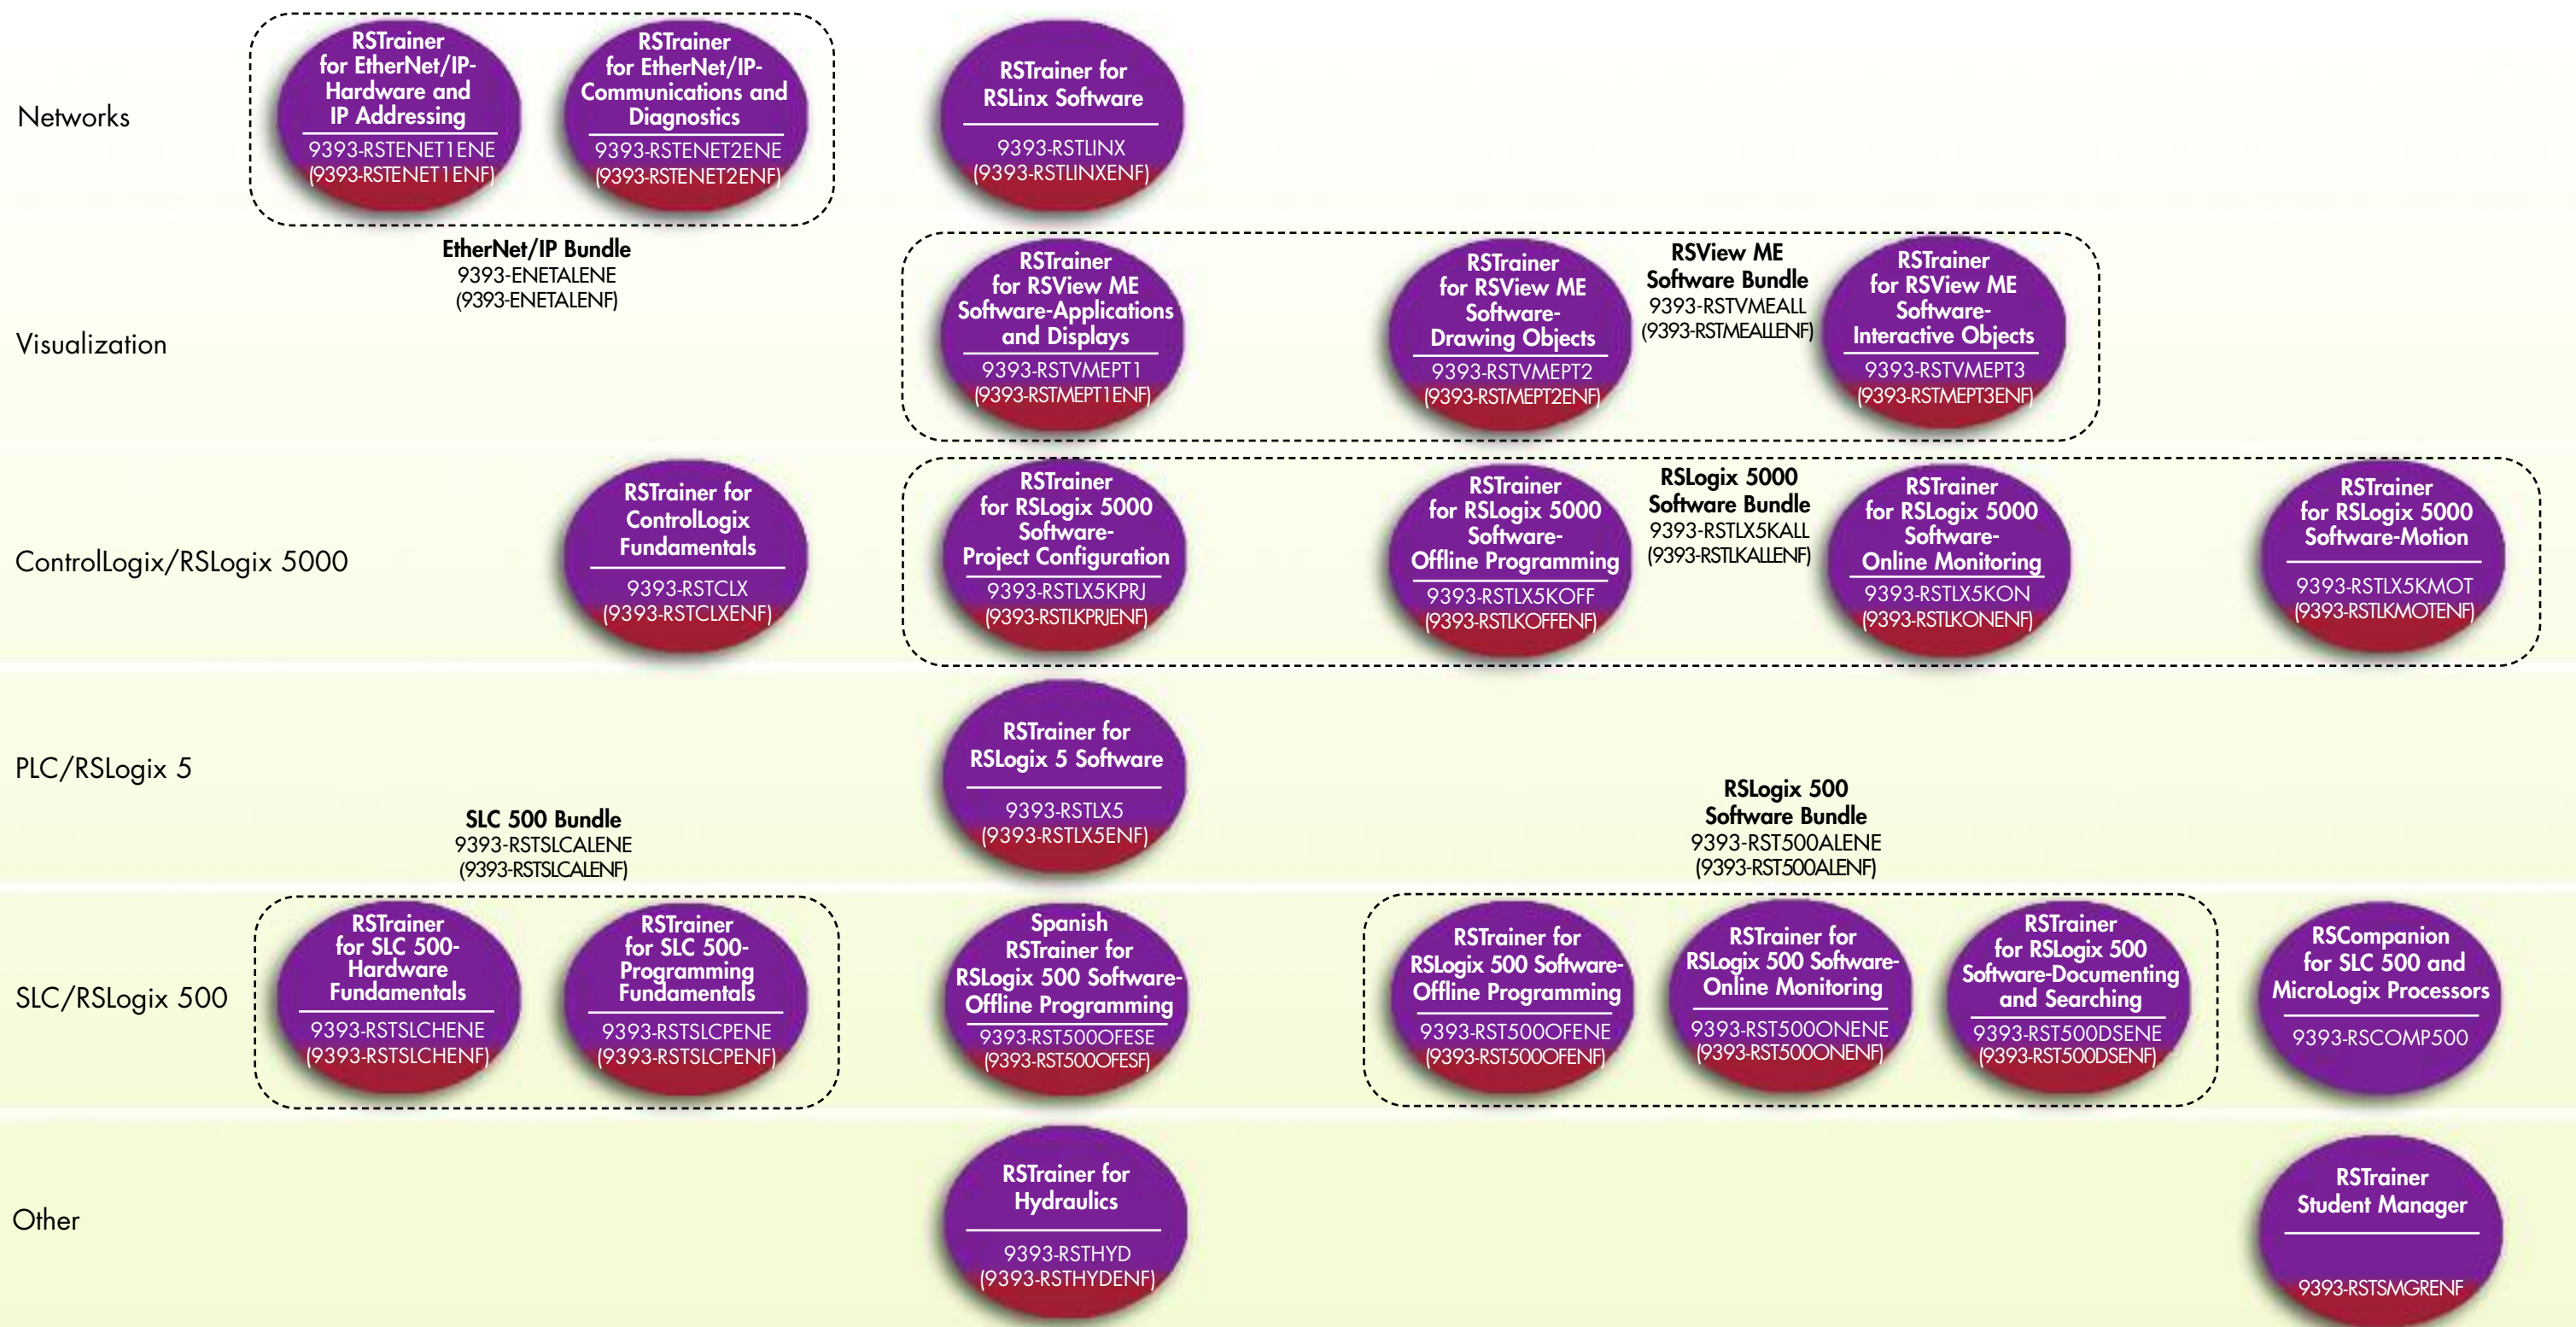 Networks
RSTrainer
for EtherNet/IP-
Hardware and
IP Addressing
9393-RSTENET1ENE
(9393-RSTENET1ENF)
RSTrainer
for EtherNet/IP-
Communications and
Diagnostics
9393-RSTENET2ENE
(9393-RSTENET2ENF)
EtherNet/IP Bundle
9393-ENETALENE
(9393-ENETALENF)
RSTrainer for
RSLinx Software
9393-RSTLINX
(9393-RSTLINXENF)
Visualization
RSTrainer
for RSView ME
Software-Applications
and Displays
9393-RSTVMEPT1
(9393-RSTMEPT1ENF)
RSTrainer
for RSView ME
Software-
Drawing Objects
9393-RSTVMEPT2
(9393-RSTMEPT2ENF)
RSView ME
Software Bundle
9393-RSTVMEALL
(9393-RSTMEALLENF)
RSTrainer
for RSView ME
Software-
Interactive Objects
9393-RSTVMEPT3
(9393-RSTMEPT3ENF)
ControlLogix/RSLogix 5000
RSTrainer for
ControlLogix
Fundamentals
9393-RSTCLX
(9393-RSTCLXENF)
RSTrainer
for RSLogix 5000
Software-
Project Configuration
9393-RSTLX5KPRJ
(9393-RSTLKPRJENF)
RSTrainer
for RSLogix 5000
Software-
Offline Programming
9393-RSTLX5KOFF
(9393-RSTLKOFFENF)
RSLogix 5000
Software Bundle
9393-RSTLX5KALL
(9393-RSTLKALLENF)
RSTrainer
for RSLogix 5000
Software-
Online Monitoring
9393-RSTLX5KON
(9393-RSTLKONENF)
RSTrainer
for RSLogix 5000
Software-Motion
9393-RSTLX5KMOT
(9393-RSTLKMOTENF)
PLC/RSLogix 5
RSTrainer for
RSLogix 5 Software
9393-RSTLX5
(9393-RSTLX5ENF)
SLC 500 Bundle
9393-RSTSLCALENE
(9393-RSTSLCALENF)
RSLogix 500
Software Bundle
9393-RST500ALENE
(9393-RST500ALENF)
SLC/RSLogix 500
RSTrainer
for SLC 500-
Hardware
Fundamentals
9393-RSTSLCHENE
(9393-RSTSLCHENF)
RSTrainer
for SLC 500-
Programming
Fundamentals
9393-RSTSLCPENE
(9393-RSTSLCPENF)
Spanish
RSTrainer for
RSLogix 500 Software-
Offline Programming
9393-RST500OFESE
(9393-RST500OFESF)
RSTrainer for
RSLogix 500 Software-
Offline Programming
9393-RST500OFENE
(9393-RST500OFENF)
RSTrainer for
RSLogix 500 Software-
Online Monitoring
9393-RST500ONENE
(9393-RST500ONENF)
RSTrainer
for RSLogix 500
Software-Documenting
and Searching
9393-RST500DSENE
(9393-RST500DSENF)
RSCompanion
for SLC 500 and
MicroLogix Processors
9393-RSCOMP500
Other
RSTrainer for
Hydraulics
9393-RSTHYD
(9393-RSTHYDENF)
RSTrainer
Student Manager
9393-RSTSMGRENF